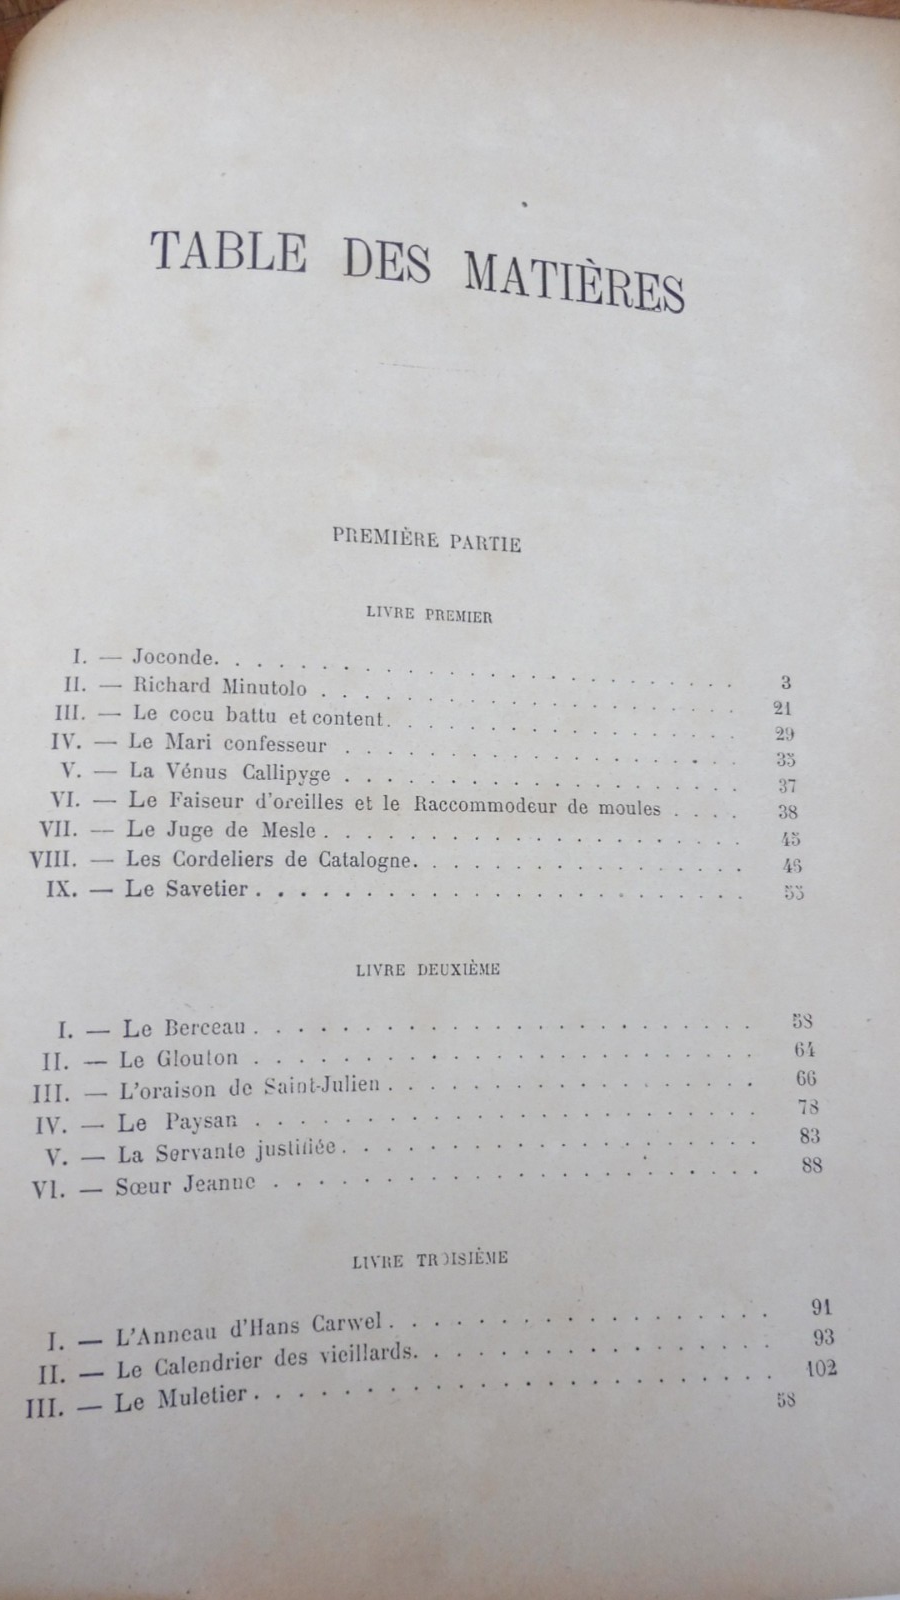 TABLE DES MATIÈRES
PREMIÈRE PARTIE
LIVRE PREMIER
I. — Joconde. . . . . . . . . . . . . . . . . . . . . . . . 3
II. — Richard Minutolo . . . . . . . . . . . . . . . . . . . 21
III. — Le cocu battu et content. . . . . . . . . . . . . . . . 29
IV. — Le Mari confesseur . . . . . . . . . . . . . . . . . . 35
V. — La Vénus Callipyge . . . . . . . . . . . . . . . . . . 37
VI. — Le Faiseur d'oreilles et le Raccommodeur de moules . . . . 38
VII. — Le Juge de Mesle . . . . . . . . . . . . . . . . . . . 45
VIII. — Les Cordeliers de Catalogne. . . . . . . . . . . . . . . 46
IX. — Le Savetier . . . . . . . . . . . . . . . . . . . . . . 55
LIVRE DEUXIÈME
I. — Le Berceau . . . . . . . . . . . . . . . . . . . . . . . 58
II. — Le Glouton . . . . . . . . . . . . . . . . . . . . . . . 64
III. — L'oraison de Saint-Julien . . . . . . . . . . . . . . . . . 66
IV. — Le Paysan . . . . . . . . . . . . . . . . . . . . . . . 78
V. — La Servante justifiée. . . . . . . . . . . . . . . . . . . 83
VI. — Sœur Jeanne . . . . . . . . . . . . . . . . . . . . . . 88
LIVRE TROISIÈME
I. — L'Anneau d'Hans Carwel . . . . . . . . . . . . . . . . . 91
II. — Le Calendrier des vieillards. . . . . . . . . . . . . . . . 93
III. — Le Muletier . . . . . . . . . . . . . . . . . . . . . . . 102
58